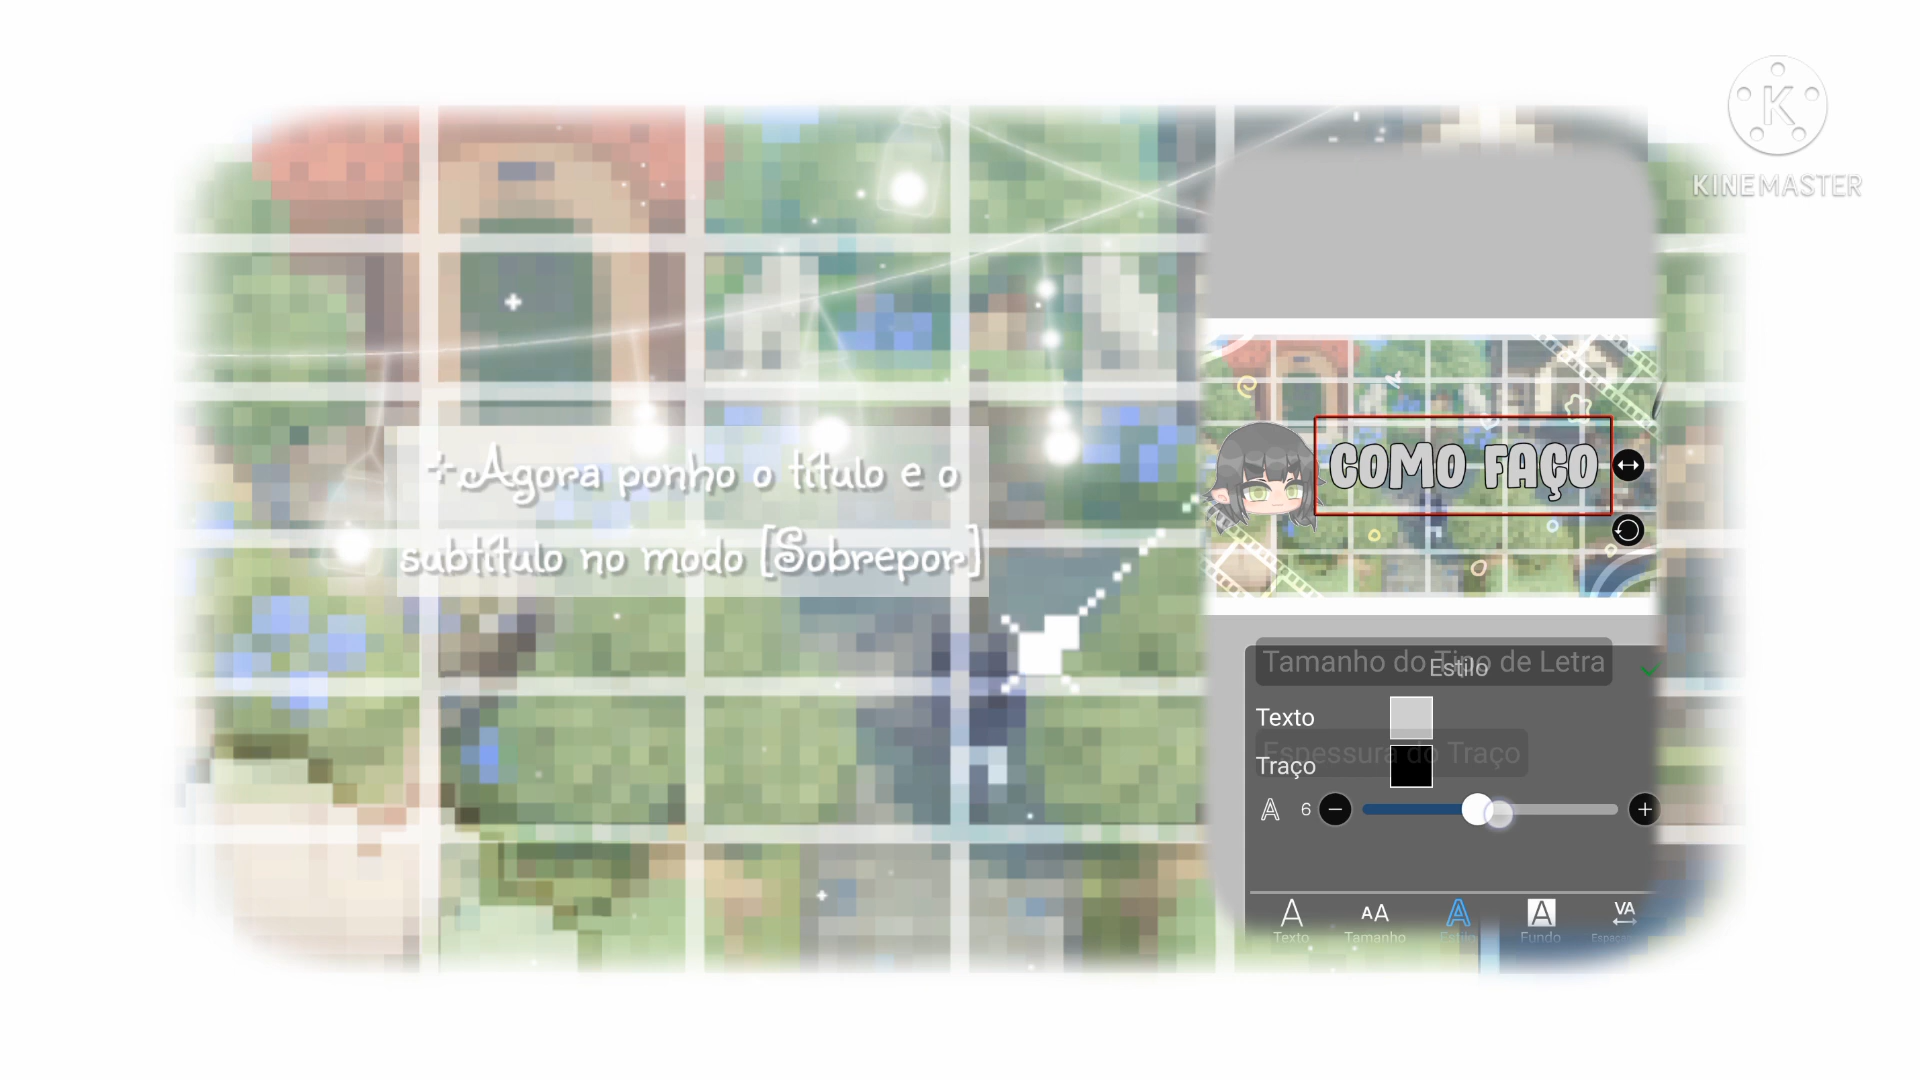 KINEMASTER
+Agora ponho o título e o
subtítulo no modo [Sobrepor]
COMO FAÇO
Tamanho do Tipo de Letra
Estilo
Texto
Espessura do Traço
Traço
A 6
Texto Tamanho Estilo Fundo